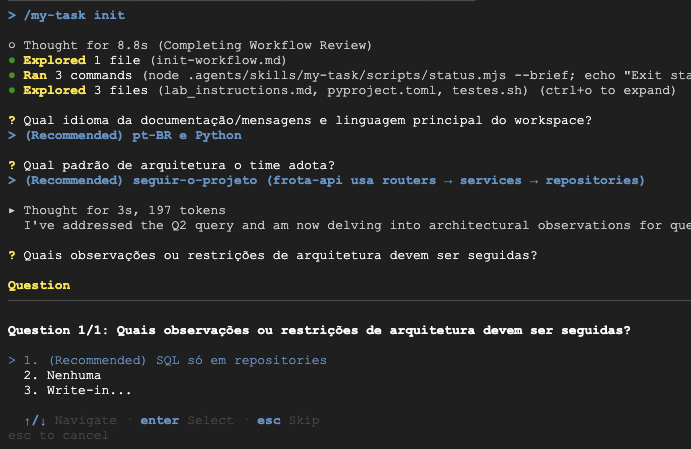 > /my-task init
○ Thought for 8.8s (Completing Workflow Review)
● Explored 1 file (init-workflow.md)
● Ran 3 commands (node .agents/skills/my-task/scripts/status.mjs --brief; echo "Exit sta
● Explored 3 files (lab_instructions.md, pyproject.toml, testes.sh) (ctrl+o to expand)
? Qual idioma da documentação/mensagens e linguagem principal do workspace?
> (Recommended) pt-BR e Python
? Qual padrão de arquitetura o time adota?
> (Recommended) seguir-o-projeto (frota-api usa routers → services → repositories)
▸ Thought for 3s, 197 tokens
I've addressed the Q2 query and am now delving into architectural observations for que
? Quais observações ou restrições de arquitetura devem ser seguidas?
Question
Question 1/1: Quais observações ou restrições de arquitetura devem ser seguidas?
> 1. (Recommended) SQL só em repositories
2. Nenhuma
3. Write-in...
↑/↓ Navigate · enter Select · esc Skip
esc to cancel